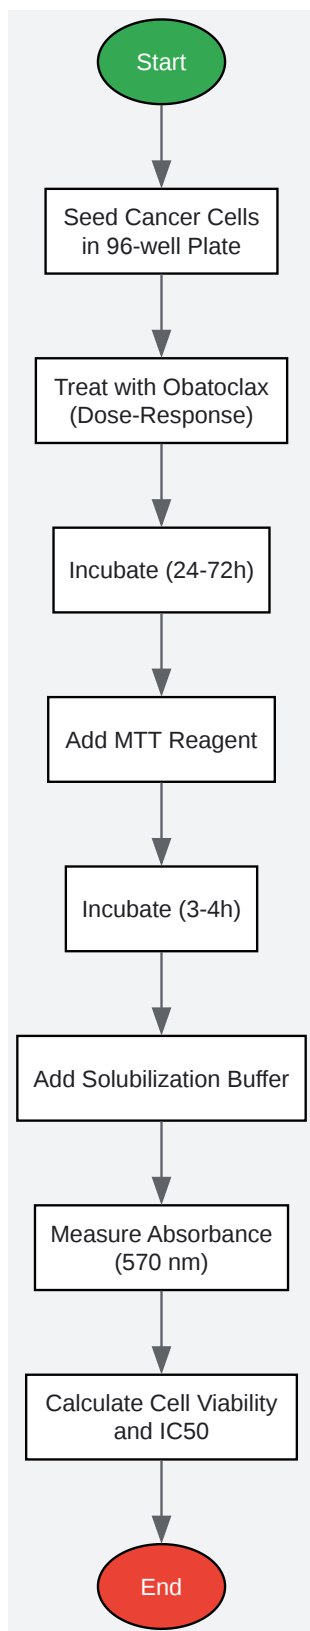 Start
Seed Cancer Cells
in 96-well Plate
Treat with Obatoclax
(Dose-Response)
Incubate (24-72h)
Add MTT Reagent
Incubate (3-4h)
Add Solubilization Buffer
Measure Absorbance
(570 nm)
Calculate Cell Viability
and IC50
End